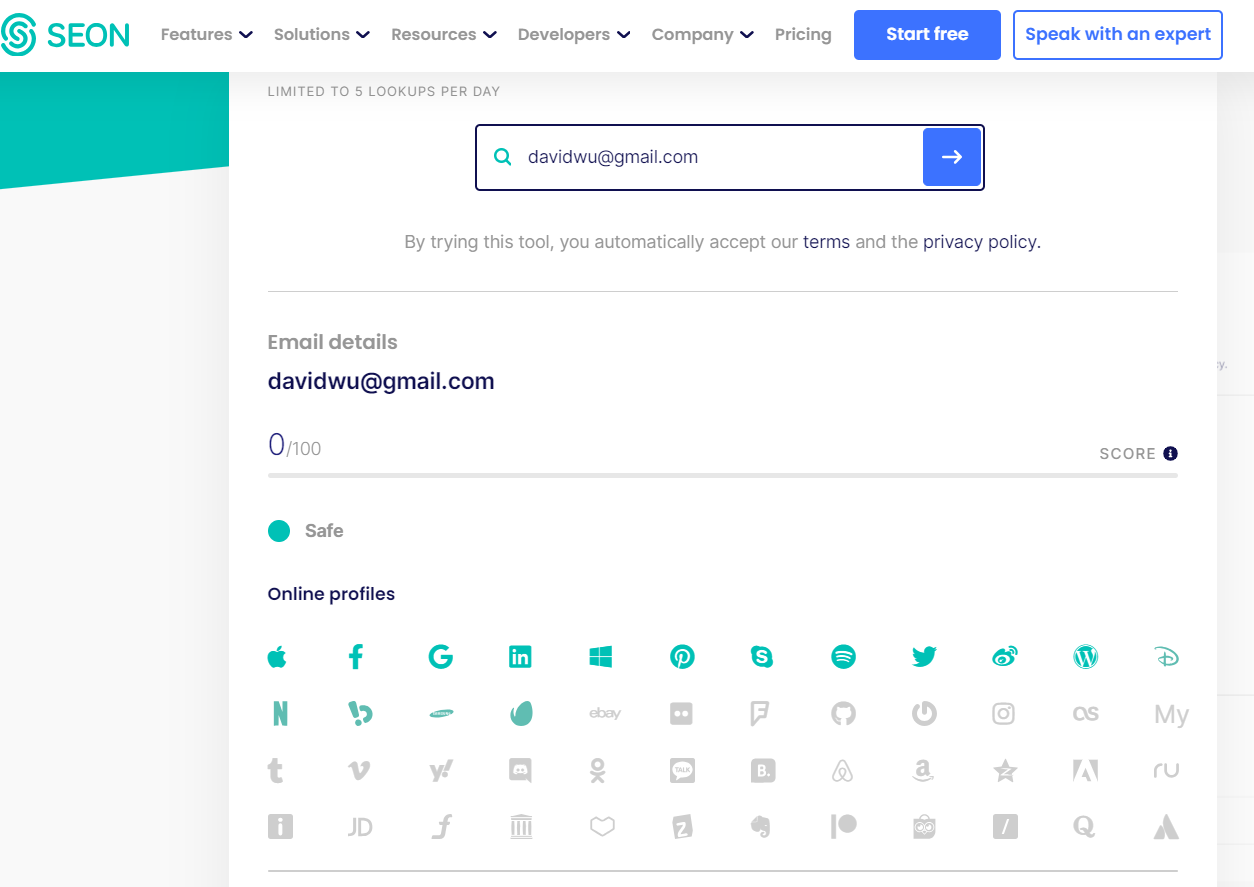 SEON Features Solutions Resources Developers Company Pricing Start free Speak with an expert
LIMITED TO 5 LOOKUPS PER DAY
davidwu@gmail.com
By trying this tool, you automatically accept our terms and the privacy policy.
cy.
Email details
davidwu@gmail.com
0/100
SCORE
Safe
Online profiles
ebay
My
TALK B. a ru
JD